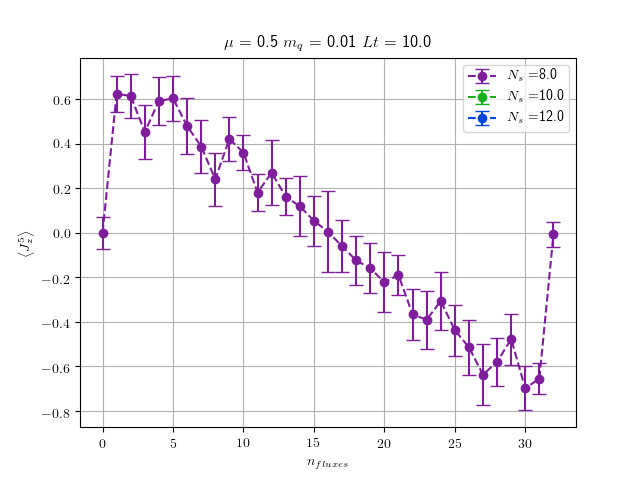 μ = 0.5 m_q = 0.01 Lt = 10.0
N_s =8.0
N_s =10.0
N_s =12.0
⟨J_z^5⟩
0.6
0.4
0.2
0.0
−0.2
−0.4
−0.6
−0.8
0 5 10 15 20 25 30
n_fluxes